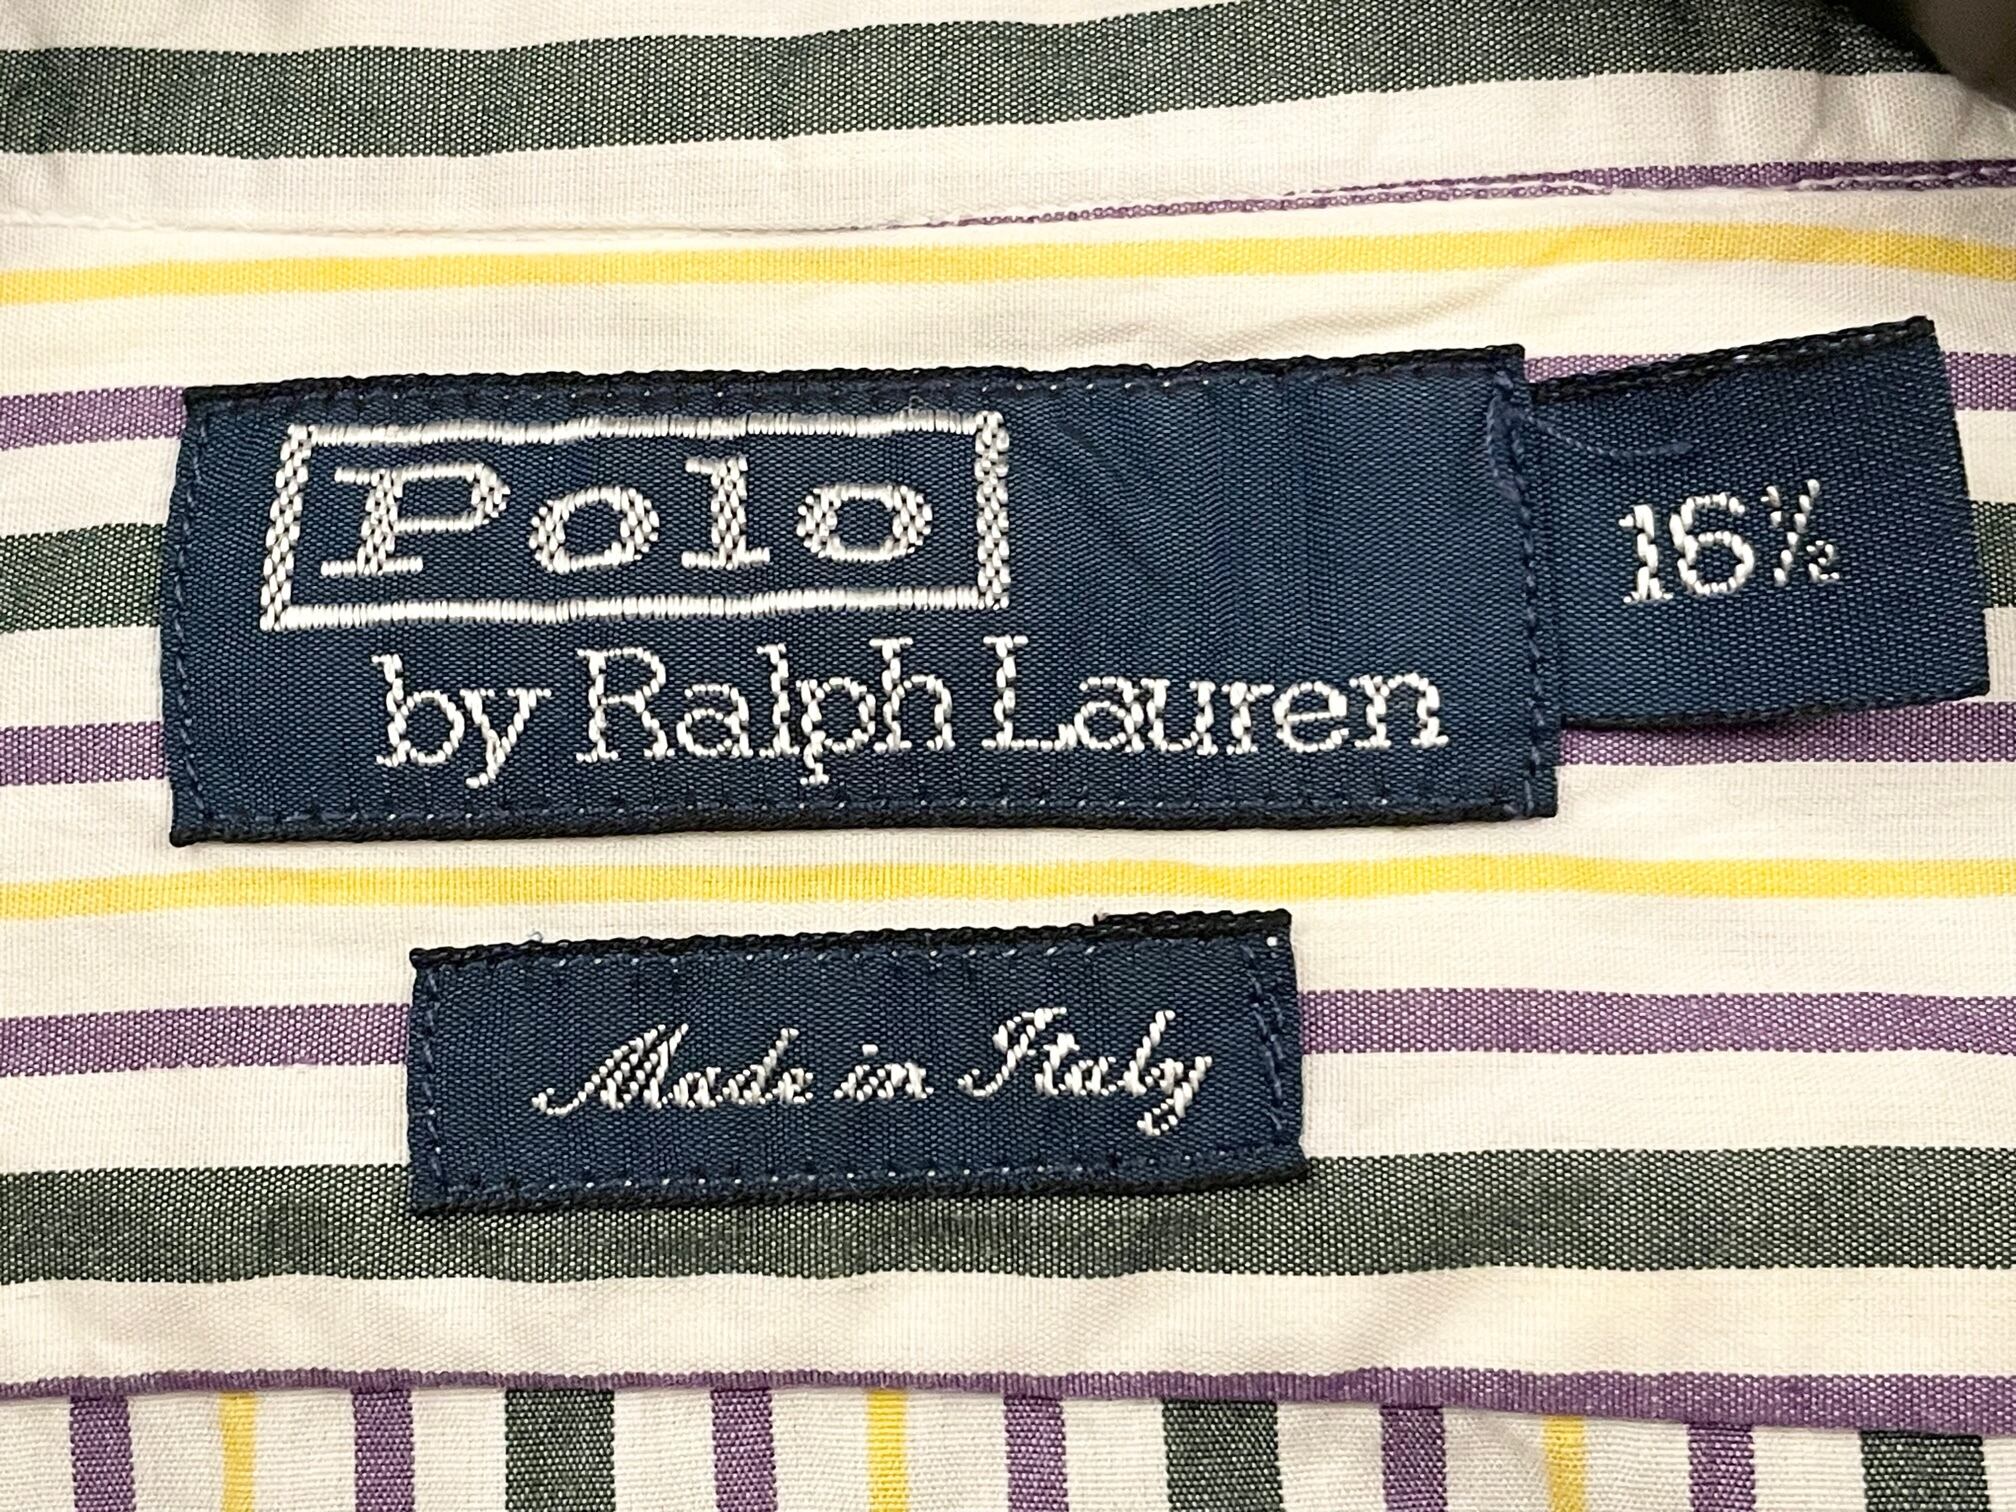 Polo
by Ralph Lauren
16½
Made in Italy